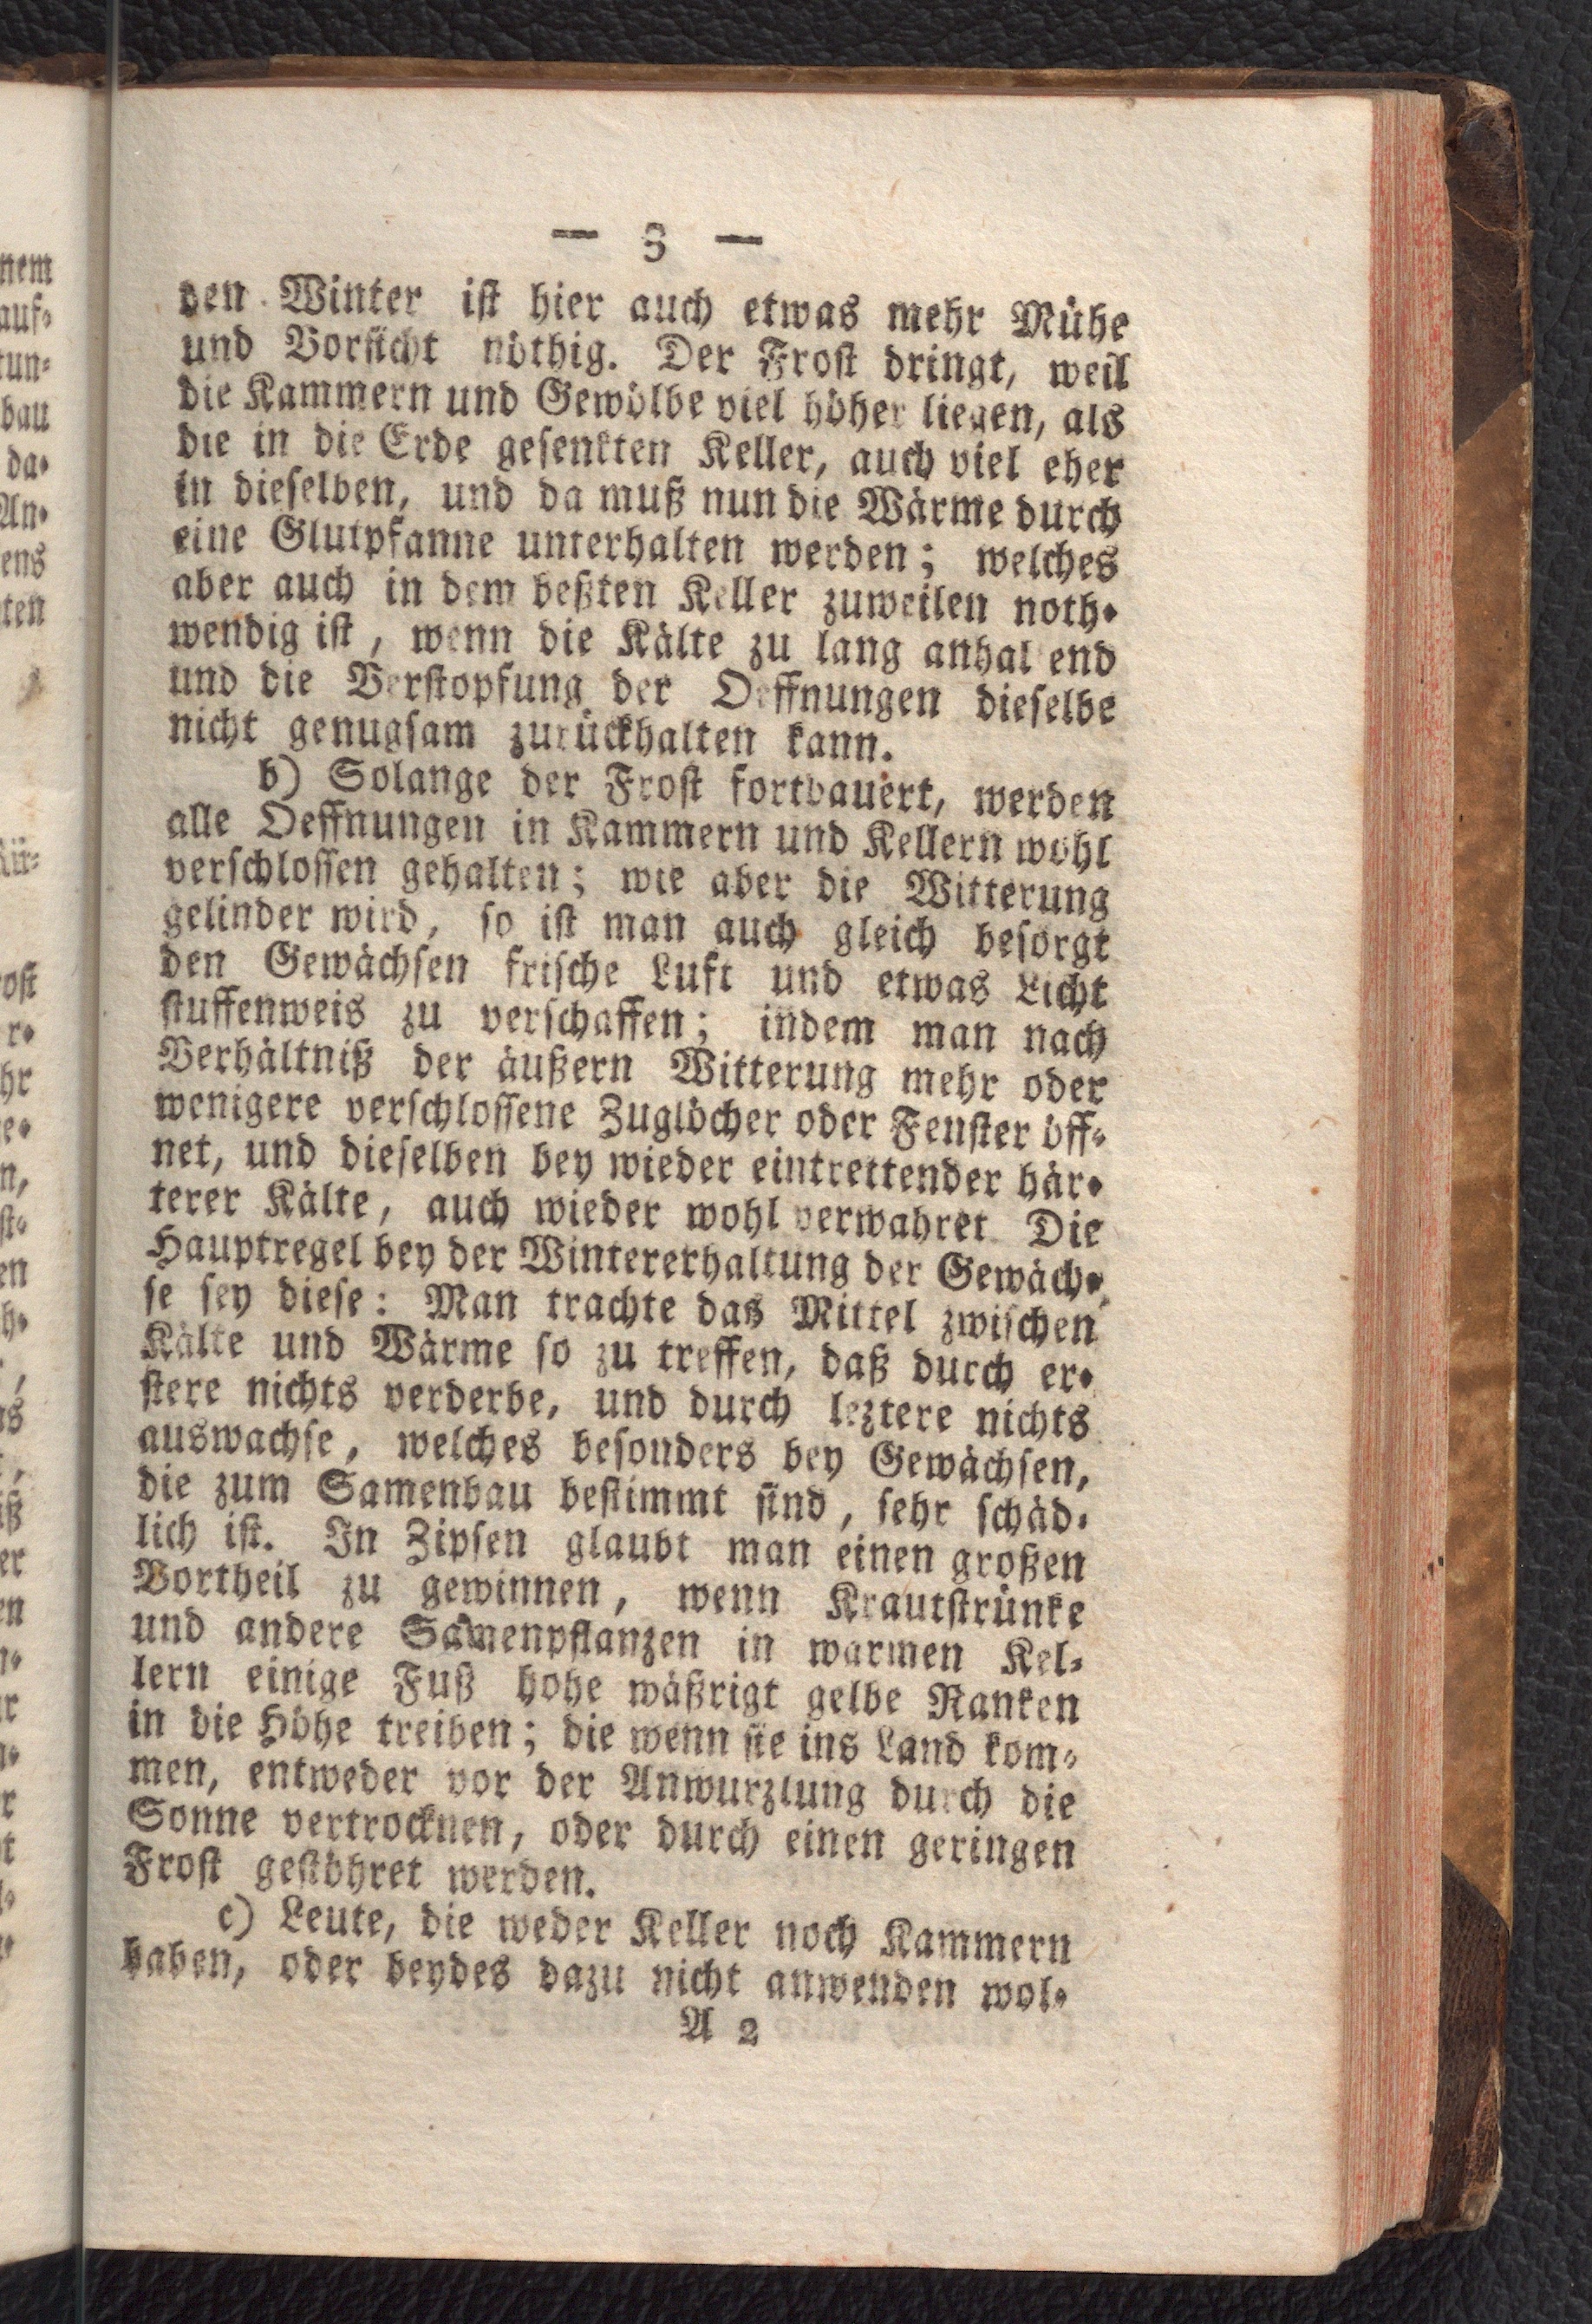 — 3 —
den Winter ist hier auch etwas mehr Mühe
und Vorsicht nöthig. Der Frost dringt, weil
die Kammern und Gewölbe viel höher liegen, als
die in die Erde gesenkten Keller, auch viel eher
in dieselben, und da muß nun die Wärme durch
eine Glutpfanne unterhalten werden; welches
aber auch in dem beßten Keller zuweilen noth-
wendig ist, wenn die Kälte zu lang anhal end
und die Verstopfung der Oeffnungen dieselbe
nicht genugsam zurückhalten kann.
b) Solange der Frost fortdauert, werden
alle Oeffnungen in Kammern und Kellern wohl
verschlossen gehalten; wie aber die Witterung
gelinder wird, so ist man auch gleich besorgt
den Gewächsen frische Luft und etwas Licht
stuffenweis zu verschaffen; indem man nach
Verhältniß der äußern Witterung mehr oder
wenigere verschlossene Zuglöcher oder Fenster öff-
net, und dieselben bey wieder eintrettender här-
terer Kälte, auch wieder wohl verwahret. Die
Hauptregel bey der Wintererhaltung der Gewäch-
se sey diese: Man trachte das Mittel zwischen
Kälte und Wärme so zu treffen, daß durch er-
stere nichts verderbe, und durch leztere nichts
auswachse, welches besonders bey Gewächsen,
die zum Samenbau bestimmt sind, sehr schäd-
lich ist. In Zipsen glaubt man einen großen
Vortheil zu gewinnen, wenn Krautstrünke
und andere Samenpflanzen in warmen Kel-
lern einige Fuß hohe wäßrigt gelbe Ranken
in die Höhe treiben; die wenn sie ins Land kom-
men, entweder vor der Anwurzlung durch die
Sonne vertrocknen, oder durch einen geringen
Frost gestöhret werden.
c) Leute, die weder Keller noch Kammern
haben, oder beydes dazu nicht anwenden wol-
A 2